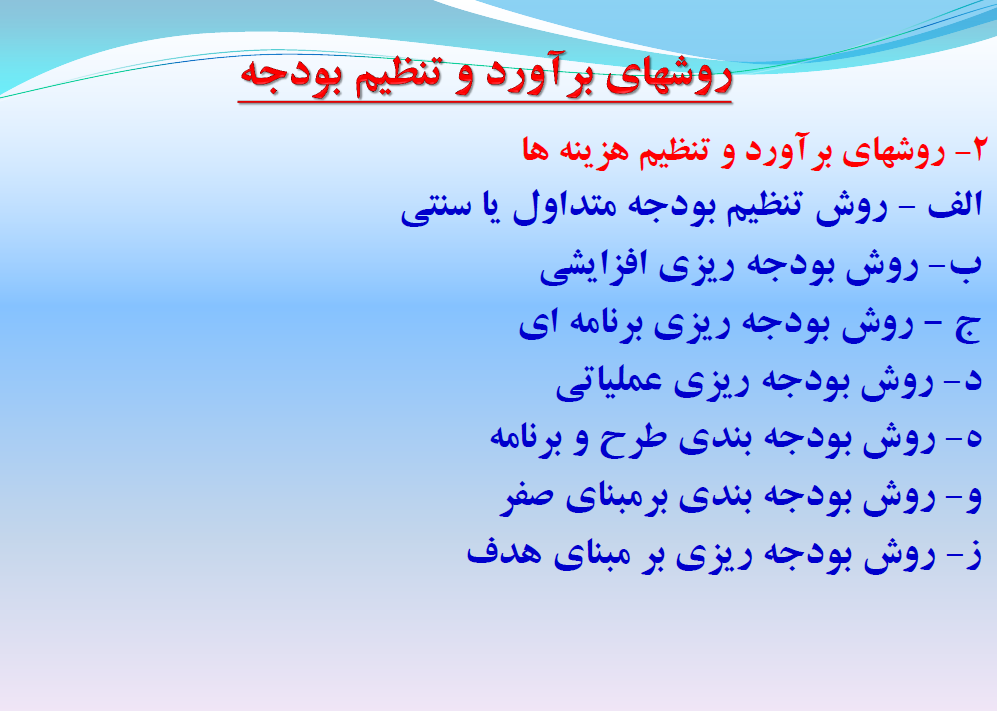 روشهای برآورد و تنظیم بودجه
۲- روشهای برآورد و تنظیم هزینه ها
الف - روش تنظیم بودجه متداول یا سنتی
ب- روش بودجه ریزی افزایشی
ج - روش بودجه ریزی برنامه ای
د- روش بودجه ریزی عملیاتی
ه- روش بودجه بندی طرح و برنامه
و- روش بودجه بندی برمبنای صفر
ز- روش بودجه ریزی بر مبنای هدف